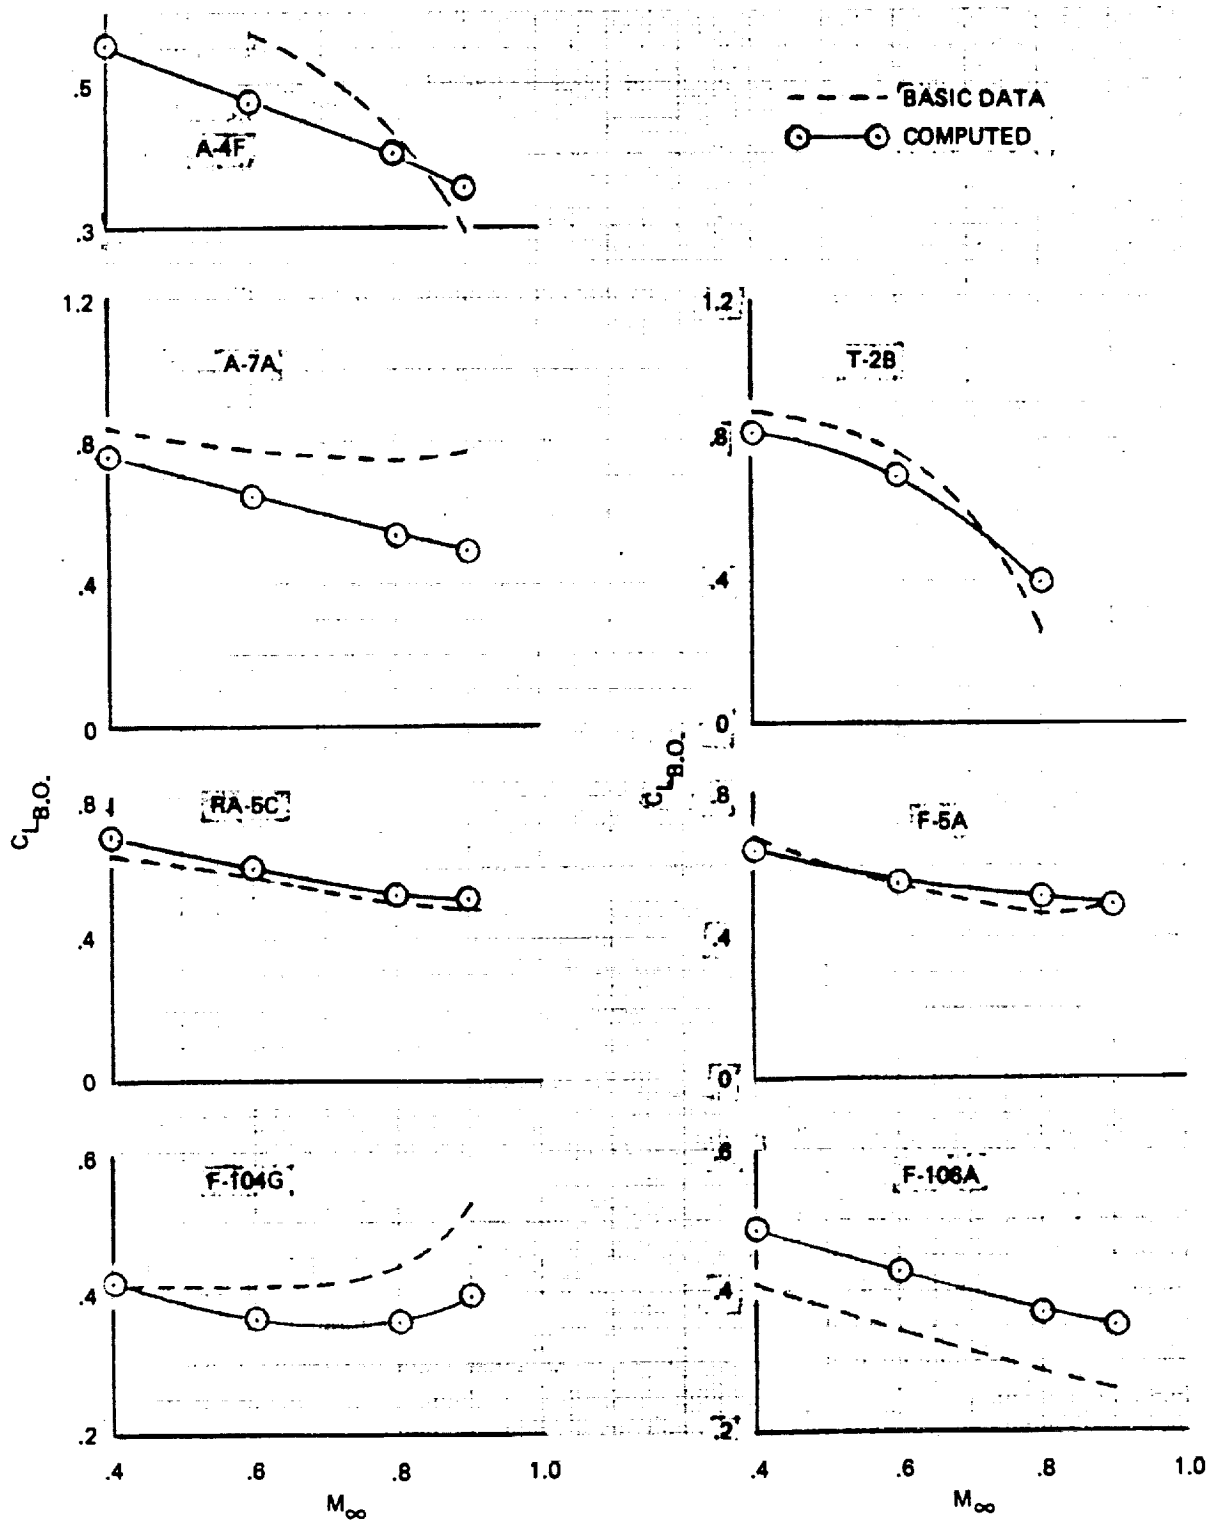 .5
.3
A-4F
BASIC DATA
COMPUTED
1.2
.8
.4
0
A-7A
1.2
.8
.4
0
T-2B
C_L_B.O.
.8
.4
0
RA-5C
C_L_B.O.
.8
.4
0
F-5A
.6
.4
.2
F-104G
.4
.6
.8
1.0
M∞
.6
.4
.2
F-106A
.4
.6
.8
1.0
M∞